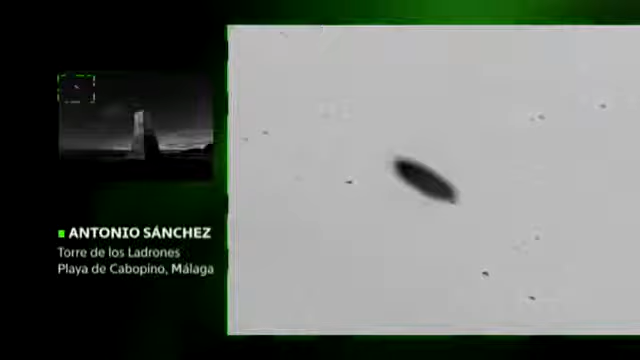 ANTONIO SÁNCHEZ
Torre de los Ladrones
Playa de Cabopino, Málaga